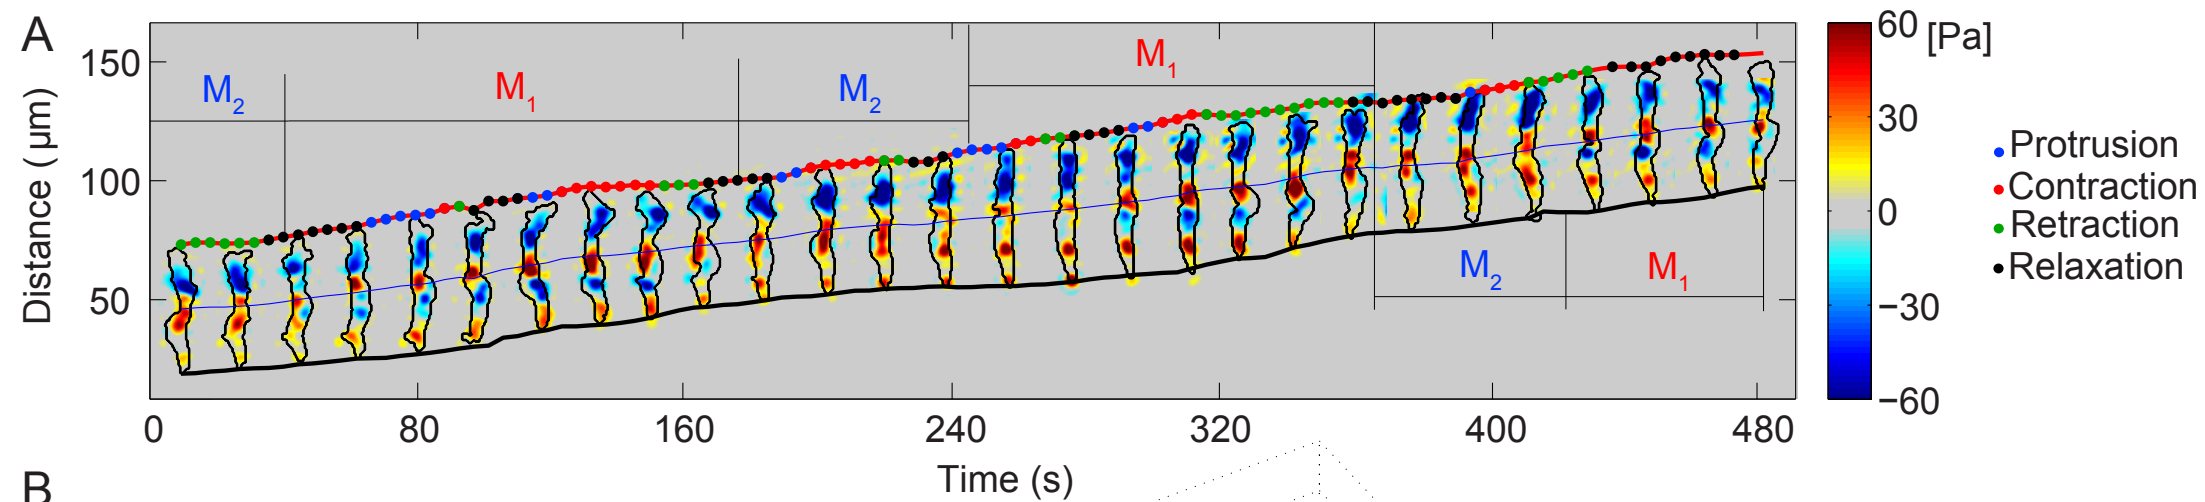 A
Distance ( μm)
150
100
50
M2
M1
M2
M1
M2
M1
0
80
160
240
320
400
480
Time (s)
60 [Pa]
30
0
−30
−60
Protrusion
Contraction
Retraction
Relaxation
B